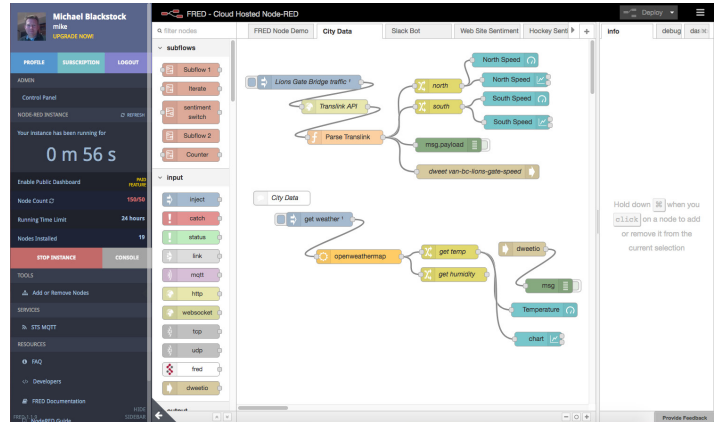 Michael Blackstock
mike
UPGRADE NOW!
PROFILE
SUBSCRIPTION
LOGOUT
ADMIN
Control Panel
NODE-RED INSTANCE
REFRESH
Your instance has been running for
0 m 56 s
Enable Public Dashboard
PAID
FEATURE
Node Count
150/50
Running Time Limit
24 hours
Nodes Installed
19
STOP INSTANCE
CONSOLE
TOOLS
Add or Remove Nodes
SERVICES
STS MQTT
RESOURCES
FAQ
Developers
FRED Documentation
NodeRED Guide
HIDE
SIDEBAR
FRED - Cloud Hosted Node-RED
Deploy
filter nodes
subflows
Subflow 1
Iterate
sentiment
switch
Subflow 2
Counter
input
inject
catch
status
link
mqtt
http
websocket
tcp
udp
fred
dweetio
output
FRED Node Demo
City Data
Slack Bot
Web Site Sentiment
Hockey Senti
Lions Gate Bridge traffic ¹
Translink API
Parse Translink
north
south
North Speed
North Speed
South Speed
South Speed
msg.payload
dweet van-bc-lions-gate-speed
City Data
get weather ¹
openweathermap
get temp
get humidity
dweetio
msg
Temperature
chart
info
debug
das
Hold down ⌘ when you
click on a node to add
or remove it from the
current selection
Provide Feedback